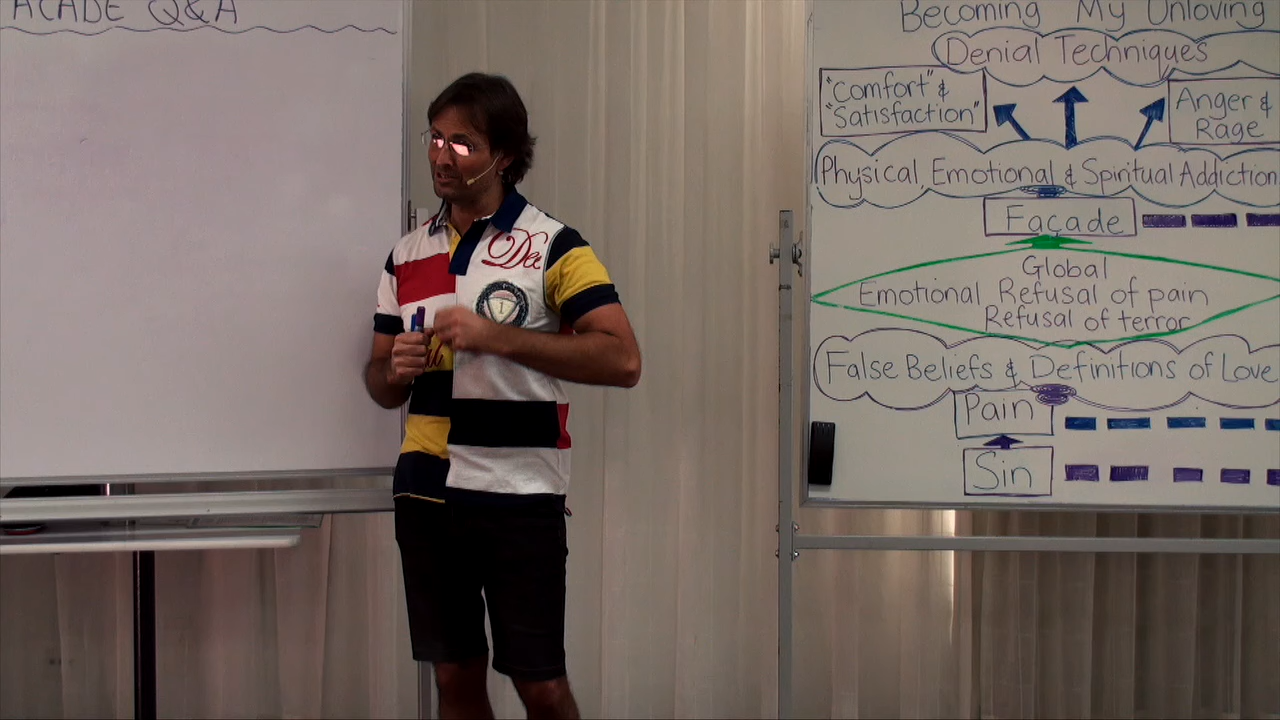 ACADE Q&A
Becoming My Unloving
Denial Techniques
"Comfort" &
"Satisfaction"
Anger &
Rage
Physical, Emotional & Spiritual Addiction
Façade
Global
Emotional Refusal of pain
Refusal of terror
False Beliefs & Definitions of Love
Pain
Sin